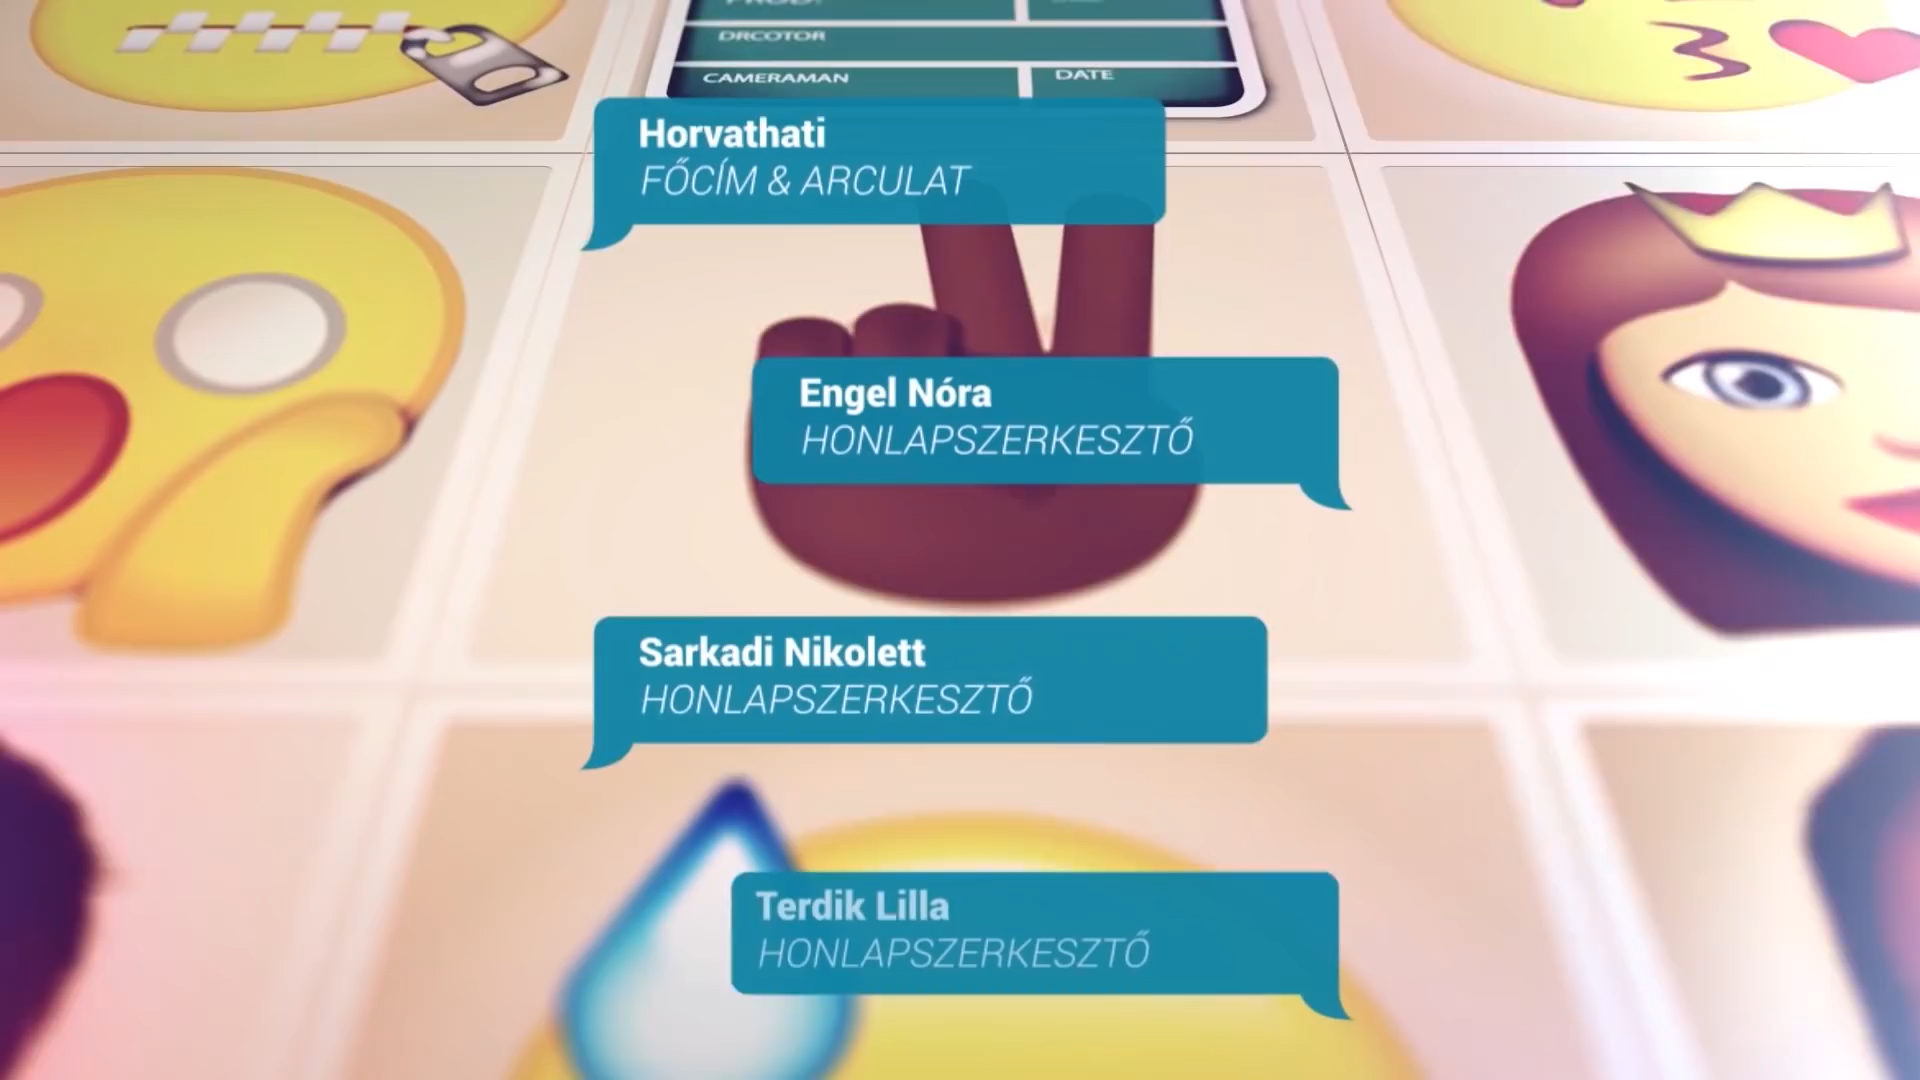 DRCOTOR
CAMERAMAN
DATE
Horvathati
FŐCÍM & ARCULAT
Engel Nóra
HONLAPSZERKESZTŐ
Sarkadi Nikolett
HONLAPSZERKESZTŐ
Terdik Lilla
HONLAPSZERKESZTŐ